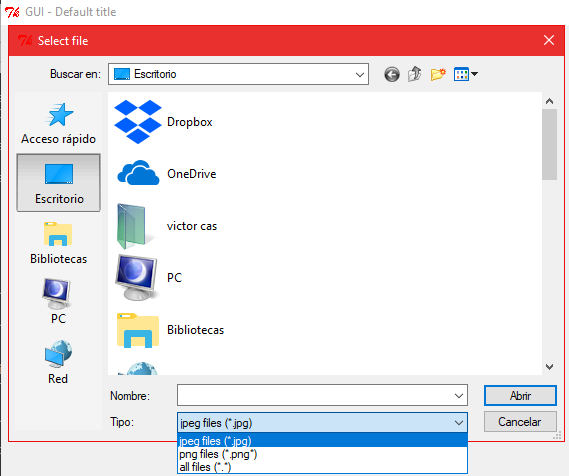 GUI - Default title
Select file
Buscar en:
Escritorio
Acceso rápido
Escritorio
Bibliotecas
PC
Red
Dropbox
OneDrive
victor cas
PC
Bibliotecas
Nombre:
Abrir
Tipo:
jpeg files (*.jpg)
Cancelar
jpeg files (*.jpg)
png files (*.png*)
all files (*.*)